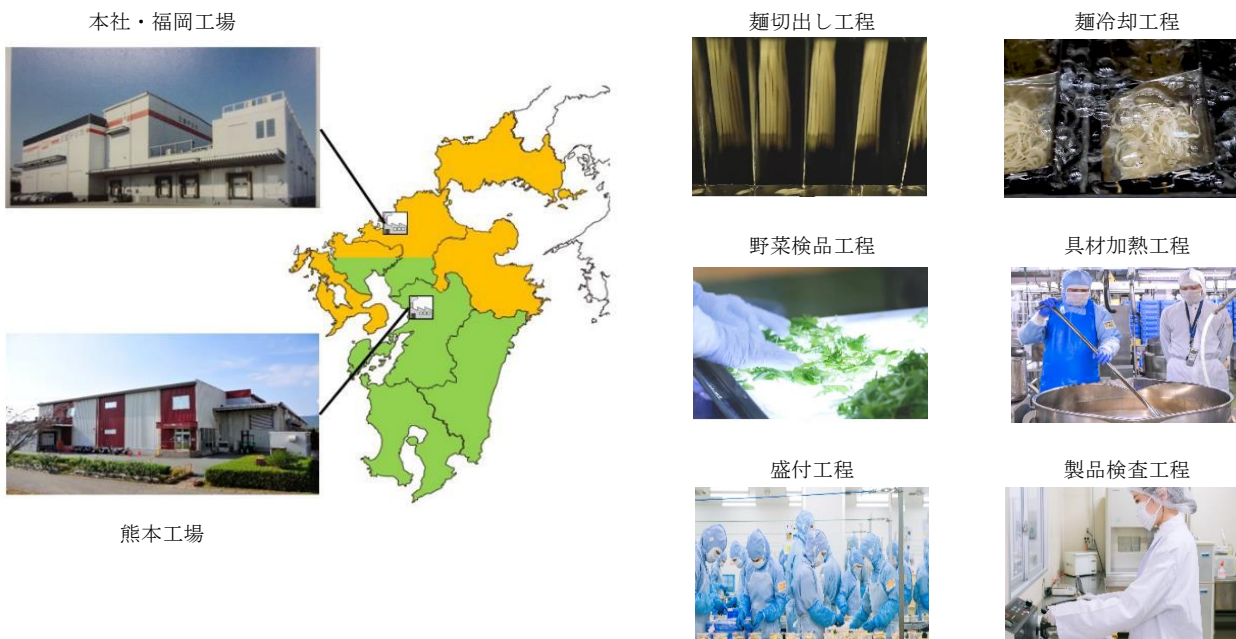 本社・福岡工場
熊本工場
麺切出し工程
麺冷却工程
野菜検品工程
具材加熱工程
盛付工程
製品検査工程